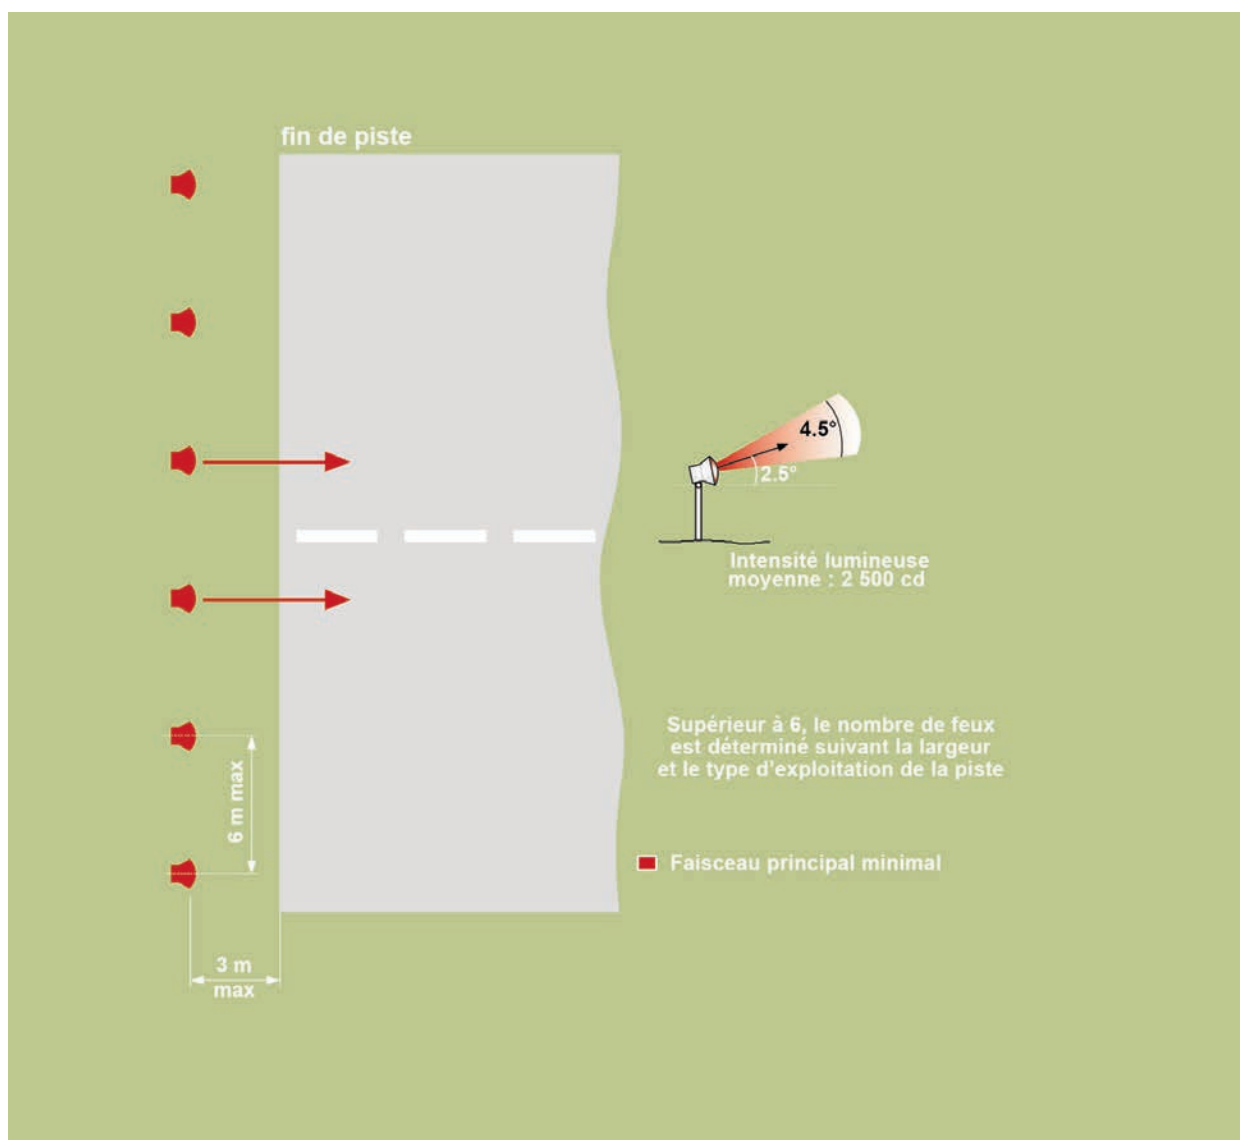 fin de piste
4.5°
2.5°
Intensité lumineuse
moyenne : 2 500 cd
Supérieur à 6, le nombre de feux
est déterminé suivant la largeur
et le type d'exploitation de la piste
6 m max
Faisceau principal minimal
3 m
max